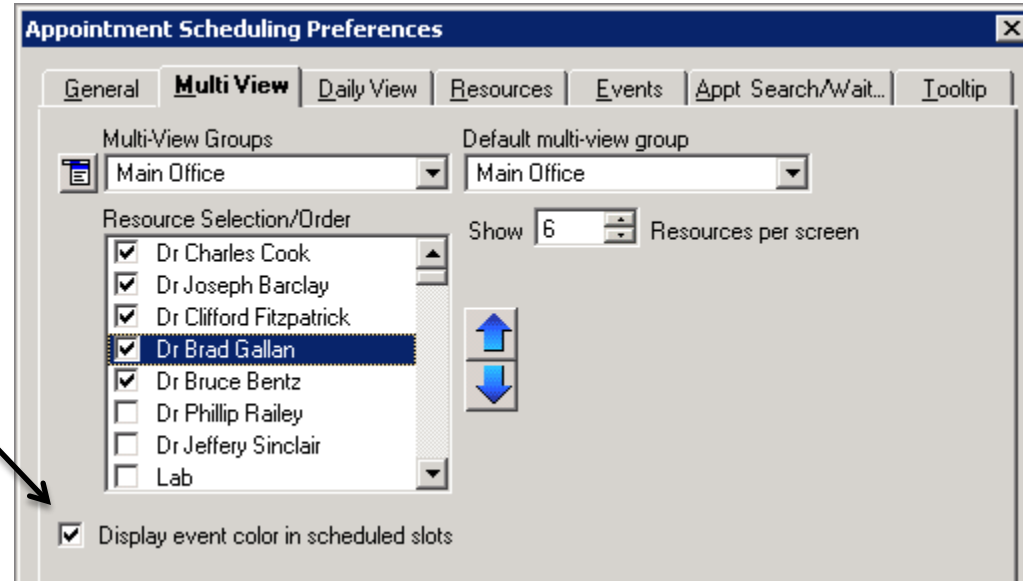 Appointment Scheduling Preferences
General Multi View Daily View Resources Events Appt Search/Wait... Tooltip
Multi-View Groups Default multi-view group
Main Office Main Office
Resource Selection/Order
Show 6 Resources per screen
Dr Charles Cook
Dr Joseph Barclay
Dr Clifford Fitzpatrick
Dr Brad Gallan
Dr Bruce Bentz
Dr Phillip Railey
Dr Jeffery Sinclair
Lab
Display event color in scheduled slots